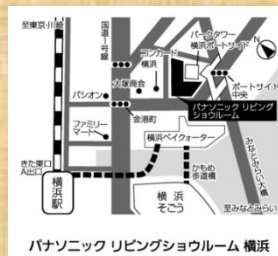 至東京・川崎
国道1号線
コンカード
横浜
パークタワー
横浜ポートサイド
N
大塚商会
パシオン
ポートサイド
中央
パナソニック リビング
ショウルーム
金港町
ファミリー
マート
横浜ベイクォーター
きた東口
A出口
横浜駅
かもめ
歩道橋
みなとみらい大橋
横浜
そごう
至みなとみらい
パナソニック リビングショウルーム 横浜